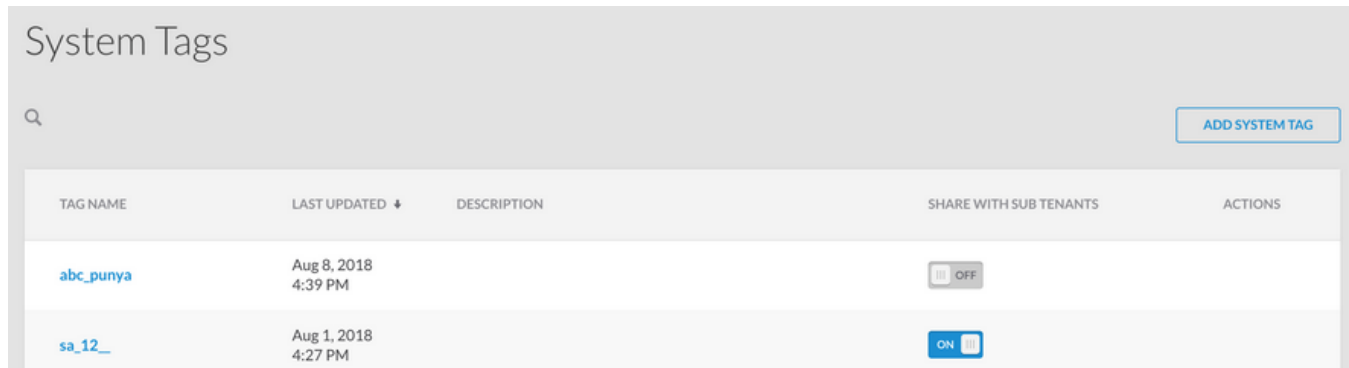 System Tags
ADD SYSTEM TAG
TAG NAME LAST UPDATED DESCRIPTION SHARE WITH SUB TENANTS ACTIONS
abc_punya Aug 8, 2018 4:39 PM OFF
sa_12__ Aug 1, 2018 4:27 PM ON